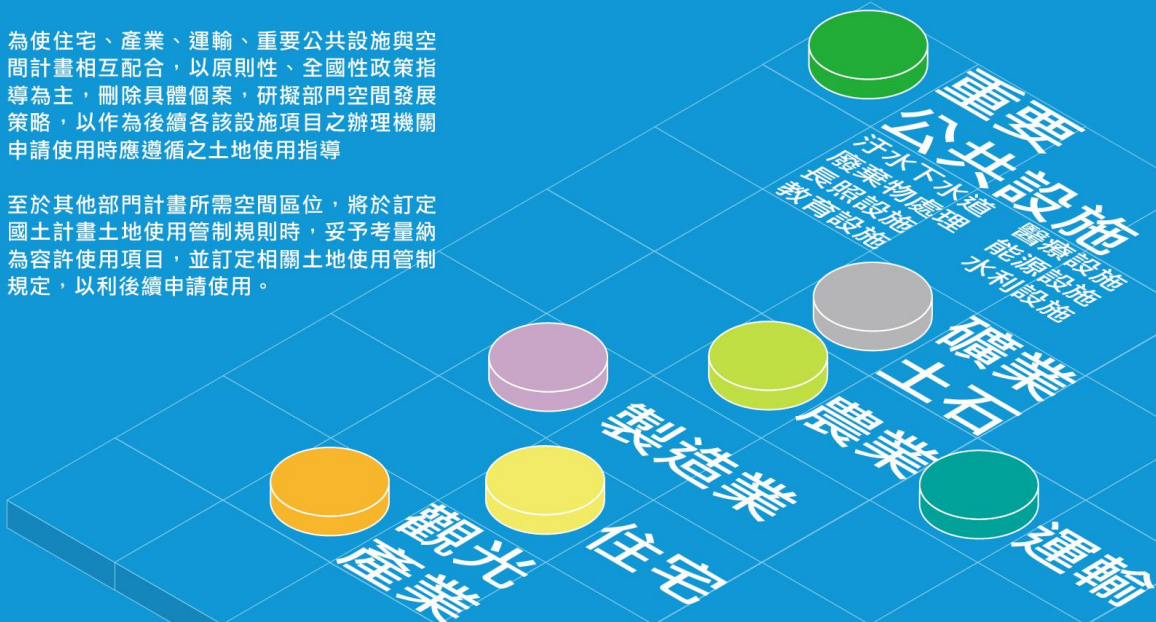 為使住宅、產業、運輸、重要公共設施與空
間計畫相互配合，以原則性、全國性政策指
導為主，刪除具體個案，研擬部門空間發展
策略，以作為後續各該設施項目之辦理機關
申請使用時應遵循之土地使用指導
至於其他部門計畫所需空間區位，將於訂定
國土計畫土地使用管制規則時，妥予考量納
為容許使用項目，並訂定相關土地使用管制
規定，以利後續申請使用。
重要
公共設施
汙水下水道
廢棄物處理
長照設施
教育設施
醫療設施
能源設施
水利設施
礦業
土石
農業
製造業
運輸
住宅
觀光
產業